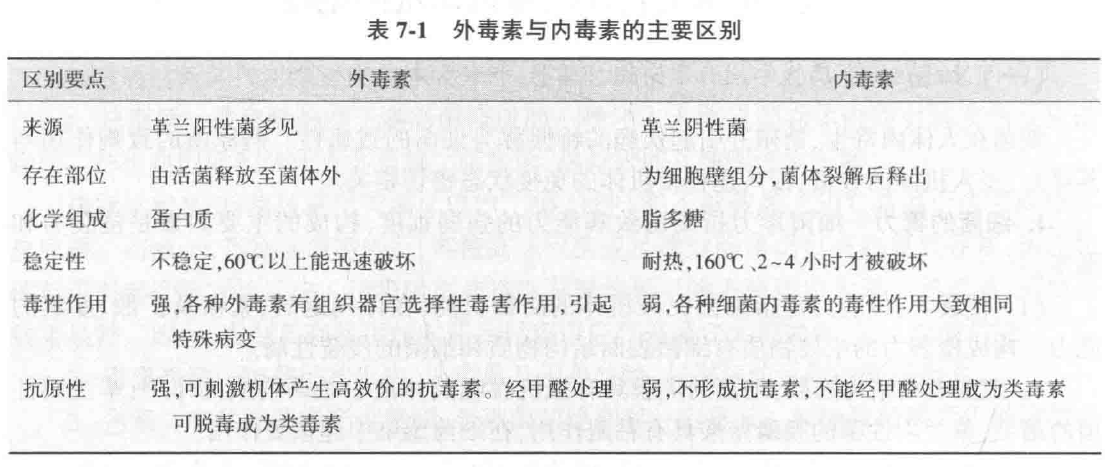 表 7-1 外毒素与内毒素的主要区别
区别要点 外毒素 内毒素
来源 革兰阳性菌多见 革兰阴性菌
存在部位 由活菌释放至菌体外 为细胞壁组分,菌体裂解后释出
化学组成 蛋白质 脂多糖
稳定性 不稳定,60℃以上能迅速破坏 耐热,160℃、2~4 小时才被破坏
毒性作用 强,各种外毒素有组织器官选择性毒害作用,引起 弱,各种细菌内毒素的毒性作用大致相同
特殊病变
抗原性 强,可刺激机体产生高效价的抗毒素。经甲醛处理 弱,不形成抗毒素,不能经甲醛处理成为类毒素
可脱毒成为类毒素